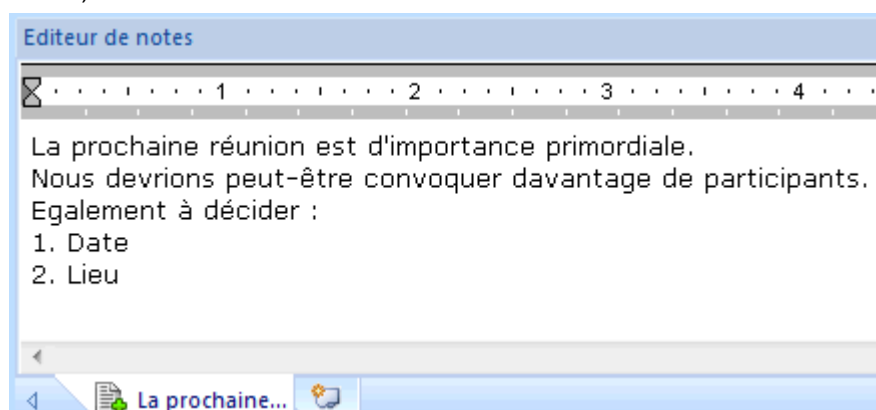 Editeur de notes
1 2 3 4
La prochaine réunion est d'importance primordiale.
Nous devrions peut-être convoquer davantage de participants.
Egalement à décider :
1. Date
2. Lieu
La prochaine...